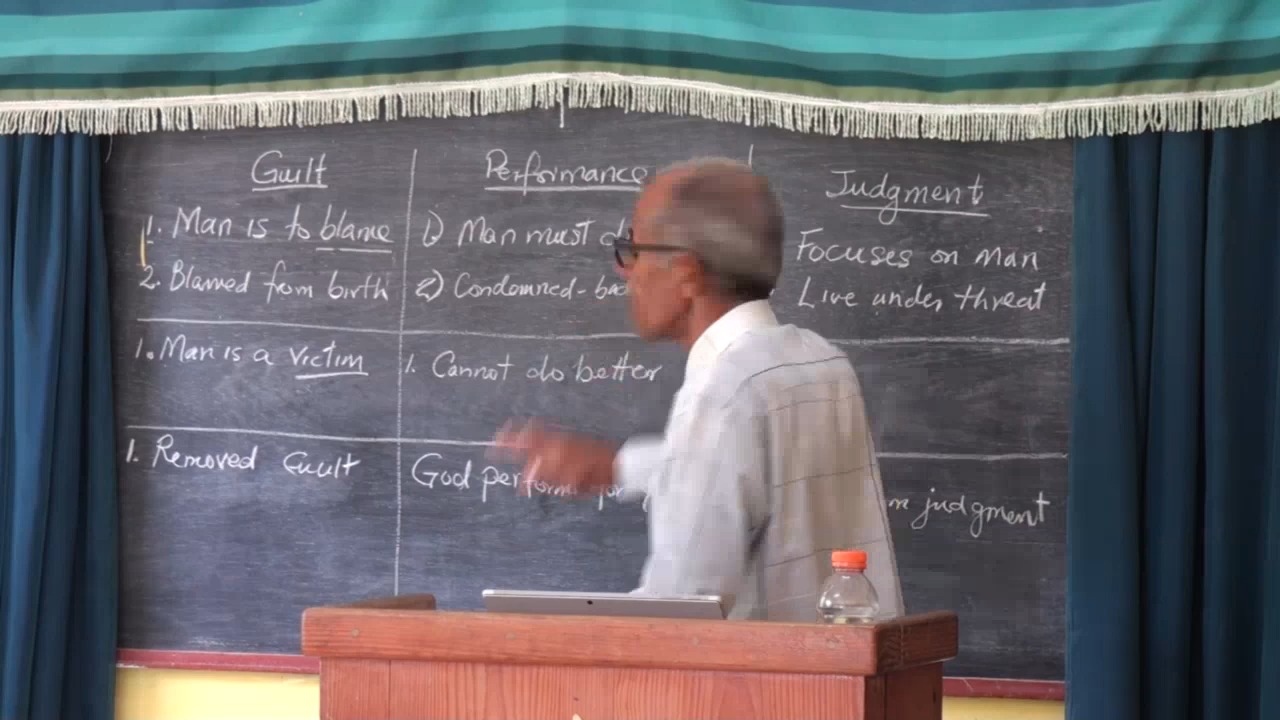 Guilt
1. Man is to blame
2. Blamed from birth
1. Man is a victim
1. Removed Guilt
Performance
1) Man must
2) Condemned-
1. Cannot do better
God
Judgment
Focuses on Man
Live under threat
judgment